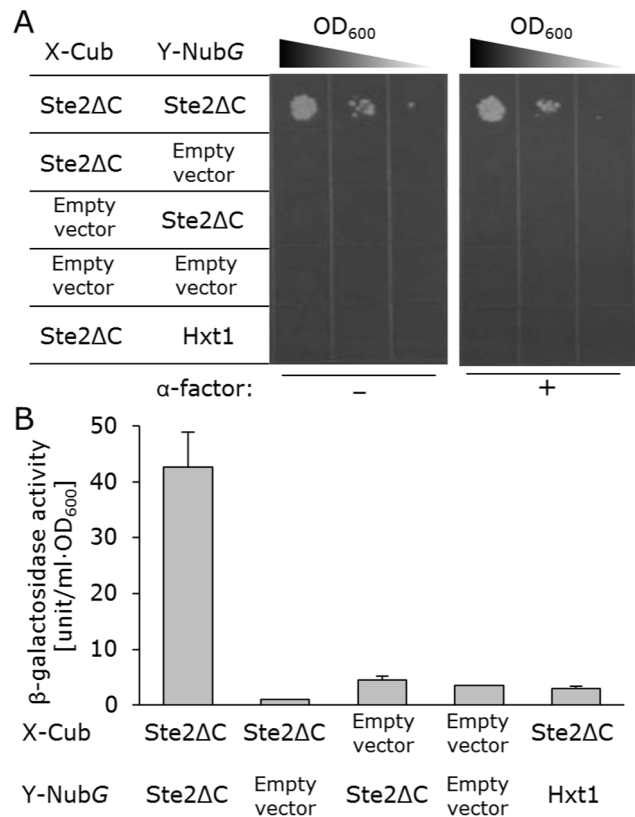 A
OD600 OD600
X-Cub Y-NubG
Ste2ΔC Ste2ΔC
Ste2ΔC Empty vector
Empty vector Ste2ΔC
Empty vector Empty vector
Ste2ΔC Hxt1
α-factor: − +
B
β-galactosidase activity
[unit/ml·OD600]
50
40
30
20
10
0
X-Cub Ste2ΔC Ste2ΔC Empty vector Empty vector Ste2ΔC
Y-NubG Ste2ΔC Empty vector Ste2ΔC Empty vector Hxt1